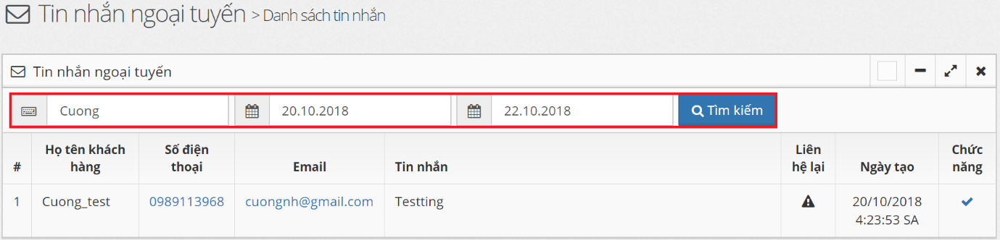 Tin nhắn ngoại tuyến > Danh sách tin nhắn
Tin nhắn ngoại tuyến
Cuong 20.10.2018 22.10.2018 Tìm kiếm
# Họ tên khách hàng Số điện thoại Email Tin nhắn Liên hệ lại Ngày tạo Chức năng
1 Cuong_test 0989113968 cuongnh@gmail.com Testting 20/10/2018 4:23:53 SA